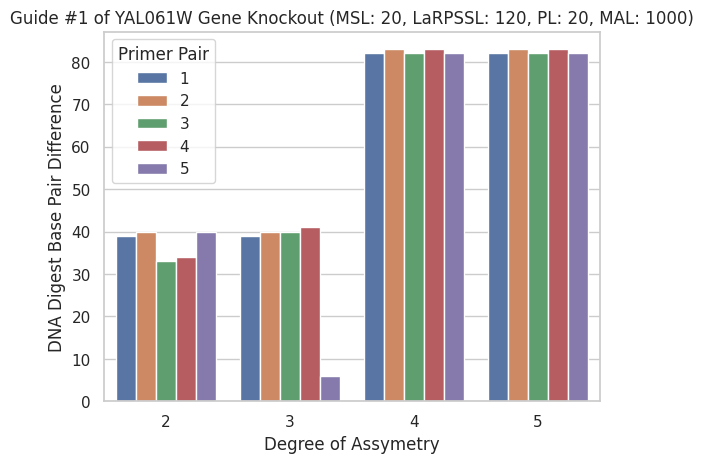 Guide #1 of YAL061W Gene Knockout (MSL: 20, LaRPSSL: 120, PL: 20, MAL: 1000)
DNA Digest Base Pair Difference
80
70
60
50
40
30
20
10
0
Primer Pair
1
2
3
4
5
2 3 4 5
Degree of Assymetry